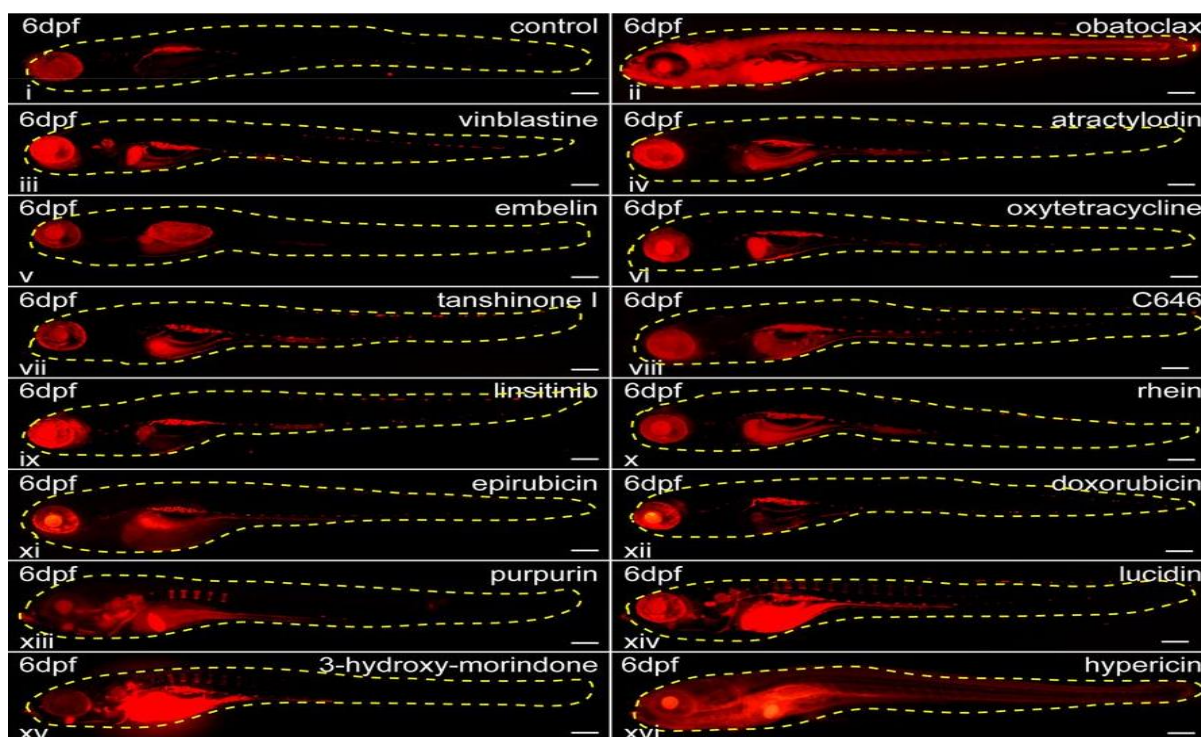 6dpf control
i
6dpf obatoclax
ii
6dpf vinblastine
iii
6dpf atractylodin
iv
6dpf embelin
v
6dpf oxytetracycline
vi
6dpf tanshinone I
vii
6dpf C646
viii
6dpf linsitinib
ix
6dpf rhein
x
6dpf epirubicin
xi
6dpf doxorubicin
xii
6dpf purpurin
xiii
6dpf lucidin
xiv
6dpf 3-hydroxy-morindone
xv
6dpf hypericin
xvi